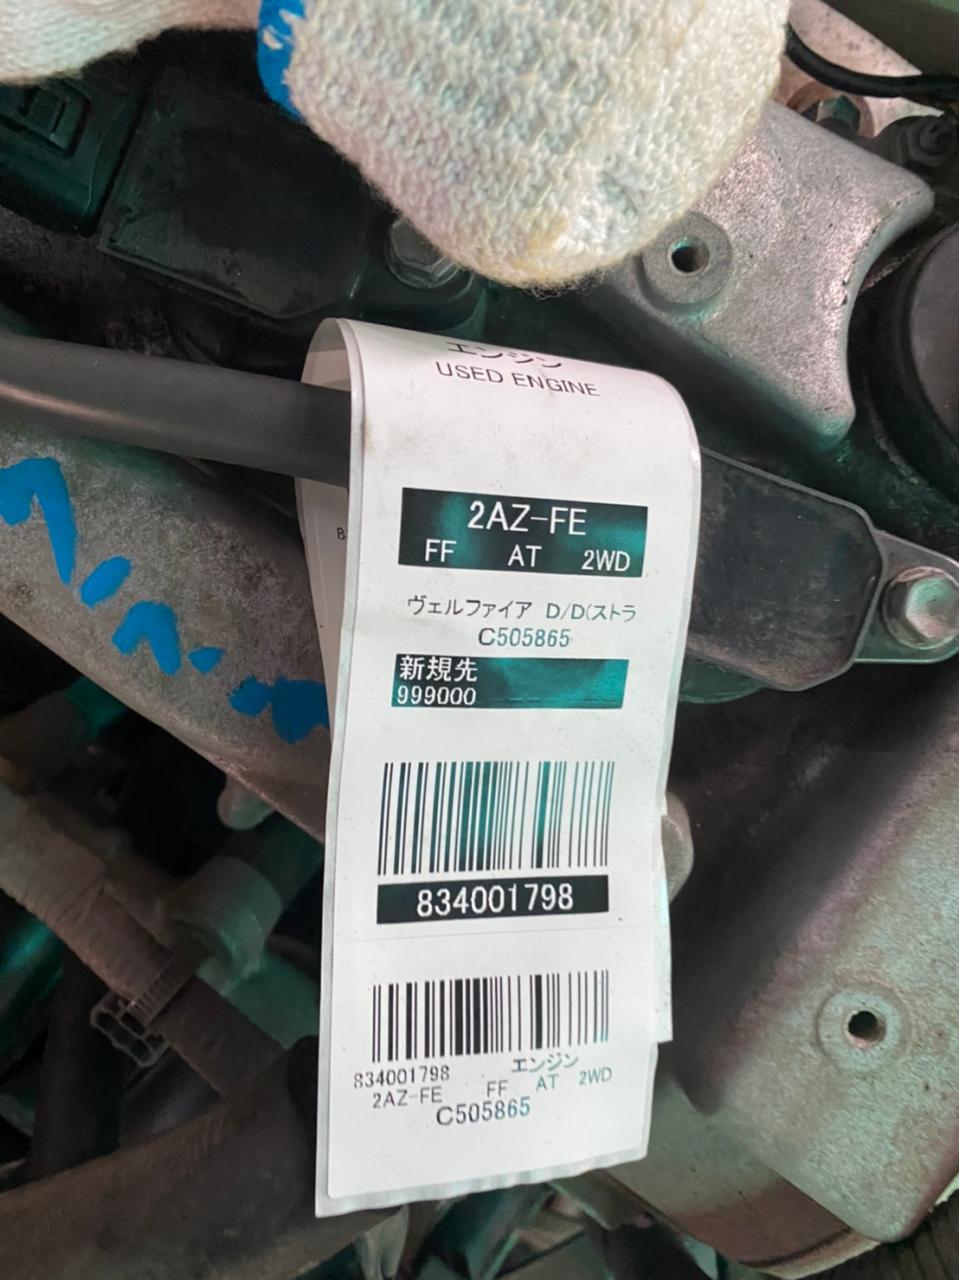 エンジン
USED ENGINE
2AZ-FE
FF AT 2WD
ヴェルファイア D/D(ストラ
C505865
新規先
999000
834001798
834001798 エンジン
2AZ-FE FF AT 2WD
C505865